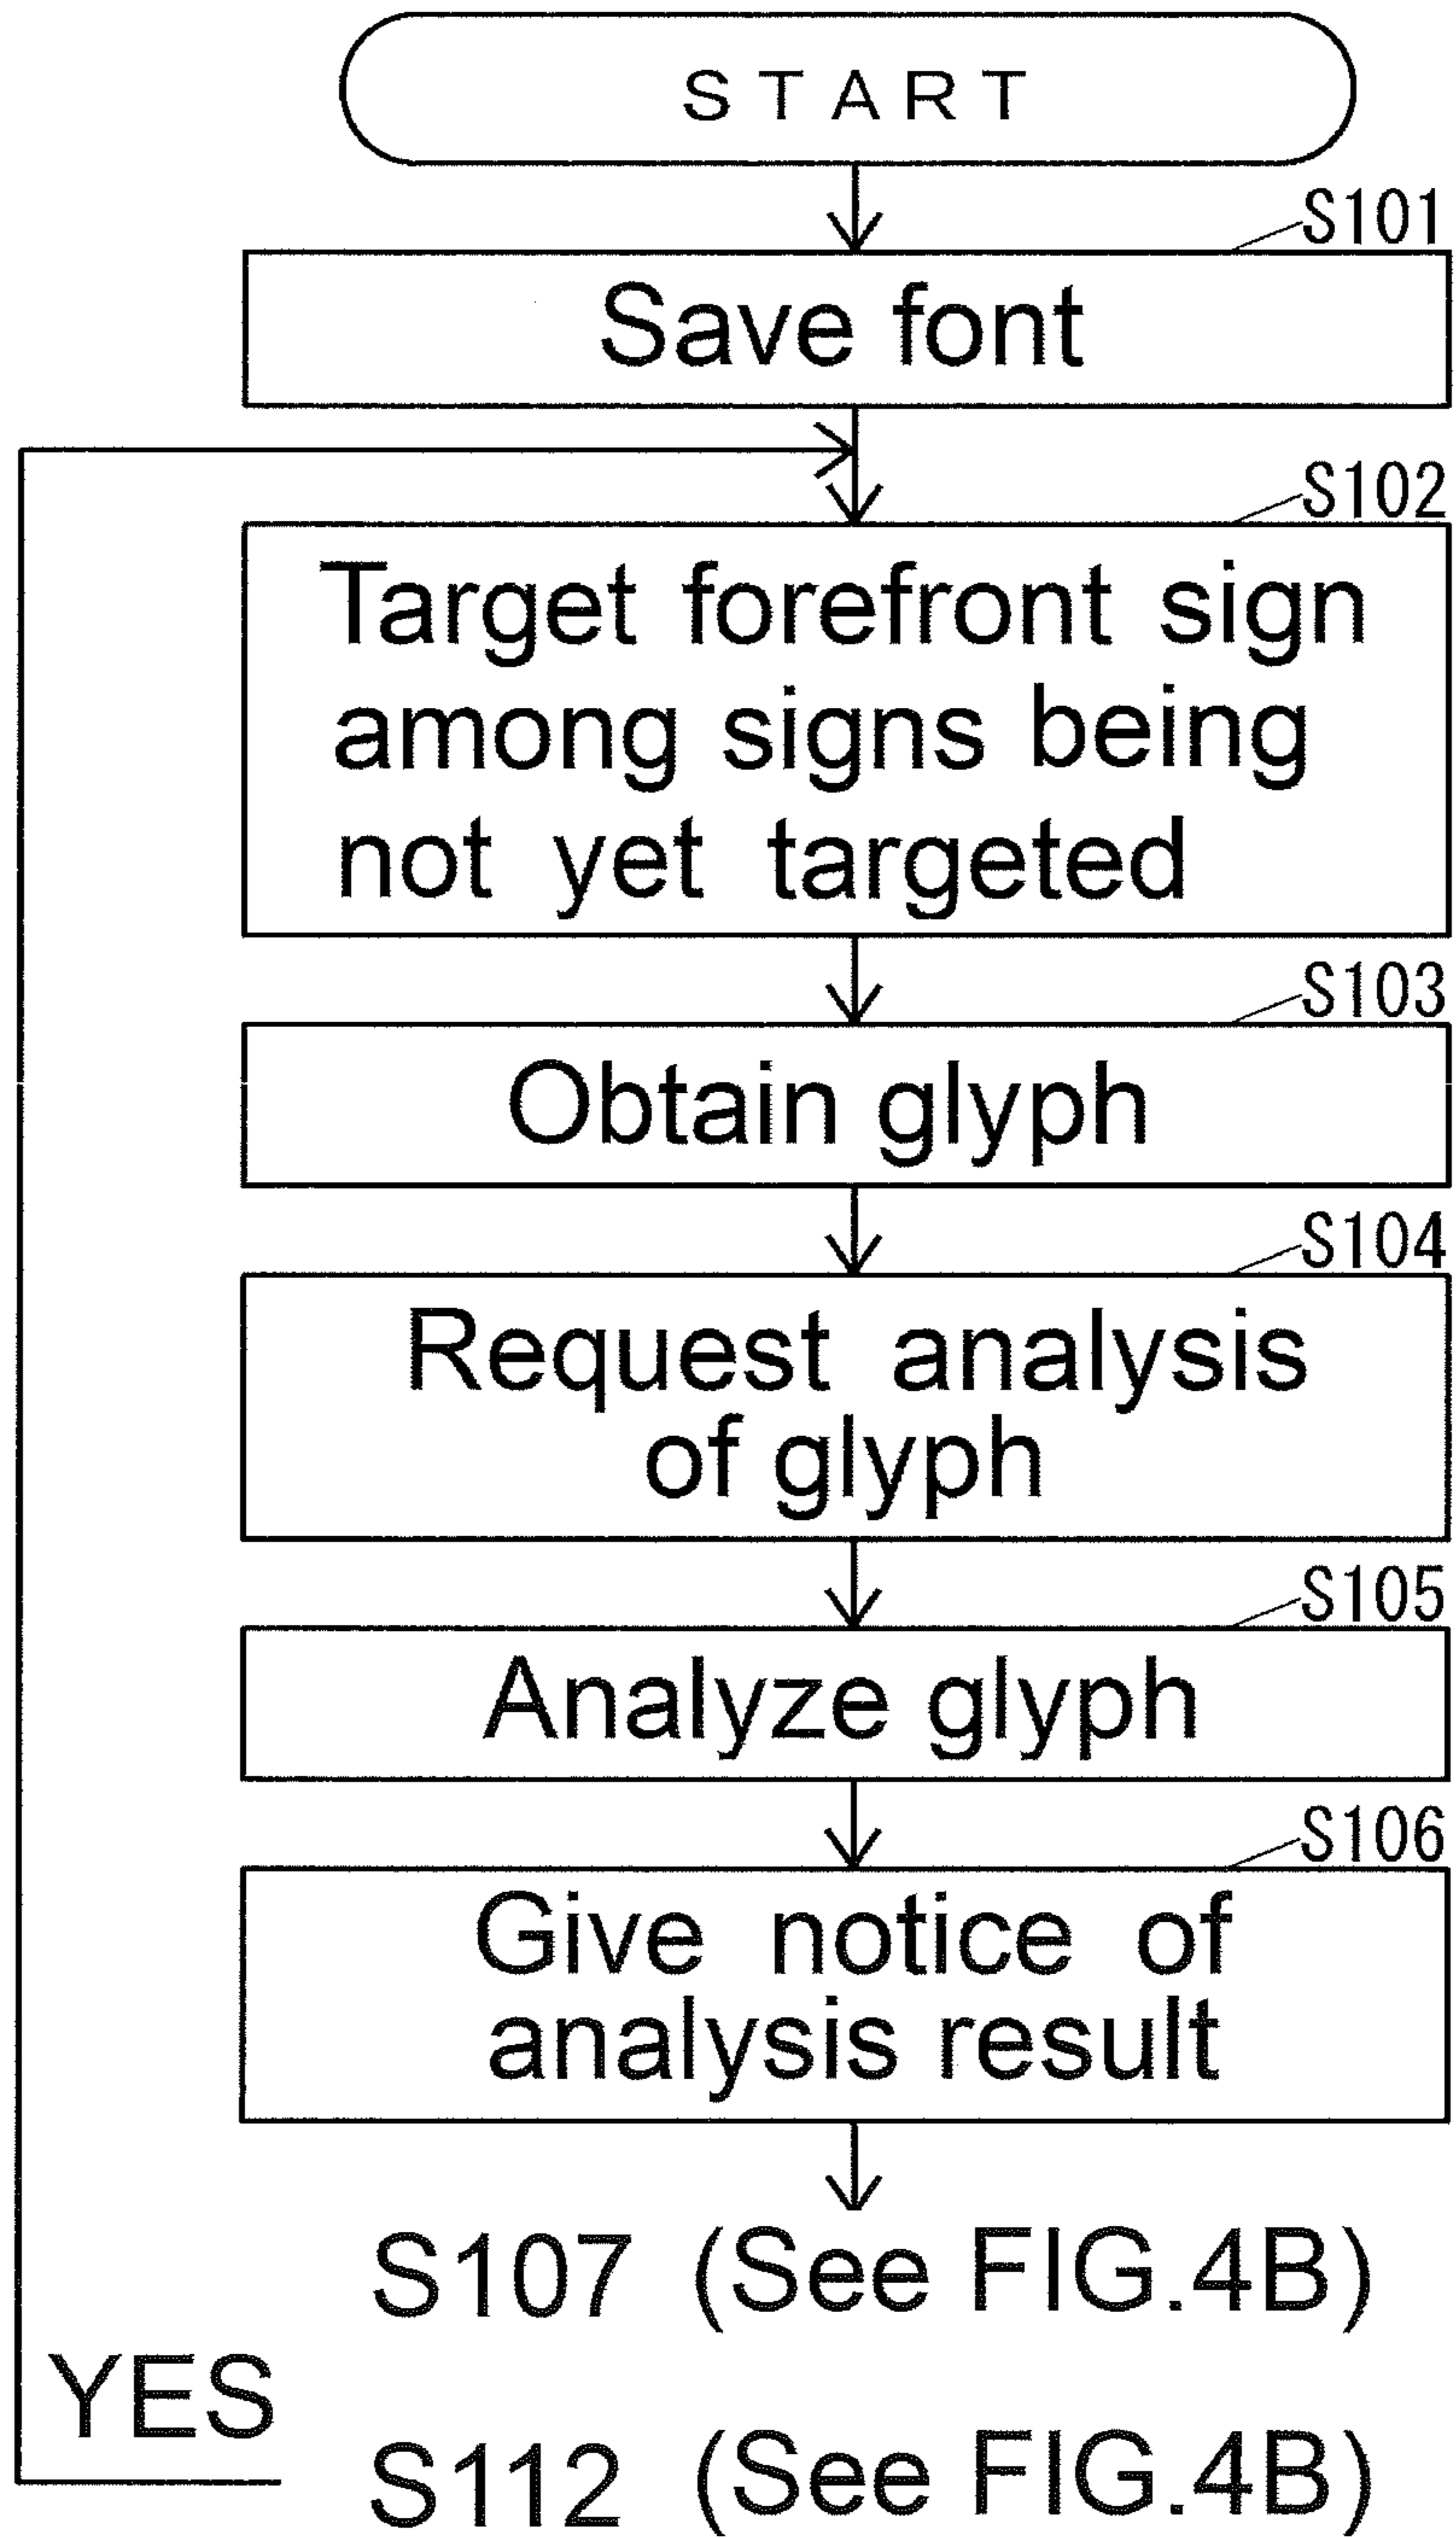 START
S101
Save font
S102
Target forefront sign
among signs being
not yet targeted
S103
Obtain glyph
S104
Request analysis
of glyph
S105
Analyze glyph
S106
Give notice of
analysis result
S107 (See FIG.4B)
YES
S112 (See FIG.4B)